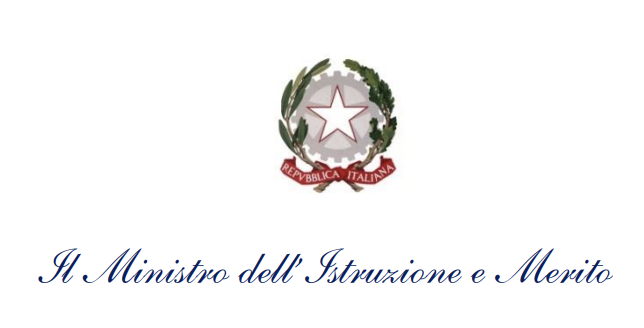 REPVBBLICA ITALIANA
Il Ministro dell'Istruzione e Merito